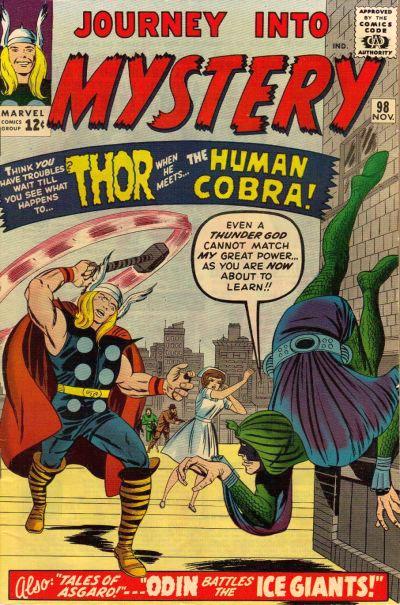 JOURNEY INTO
IND.
MYSTERY
APPROVED
BY THE
COMICS
CODE
AUTHORITY
MARVEL
COMICS
GROUP
12¢
98
NOV.
THINK YOU
HAVE TROUBLES
WAIT TILL
YOU SEE WHAT
HAPPENS
TO...
THOR
WHEN
HE
MEETS...
THE HUMAN
COBRA!
EVEN A
THUNDER GOD
CANNOT MATCH
MY GREAT POWER...
AS YOU ARE NOW
ABOUT TO
LEARN!!
Also: "TALES OF
ASGARD!"---"ODIN BATTLES
THE ICE GIANTS!"